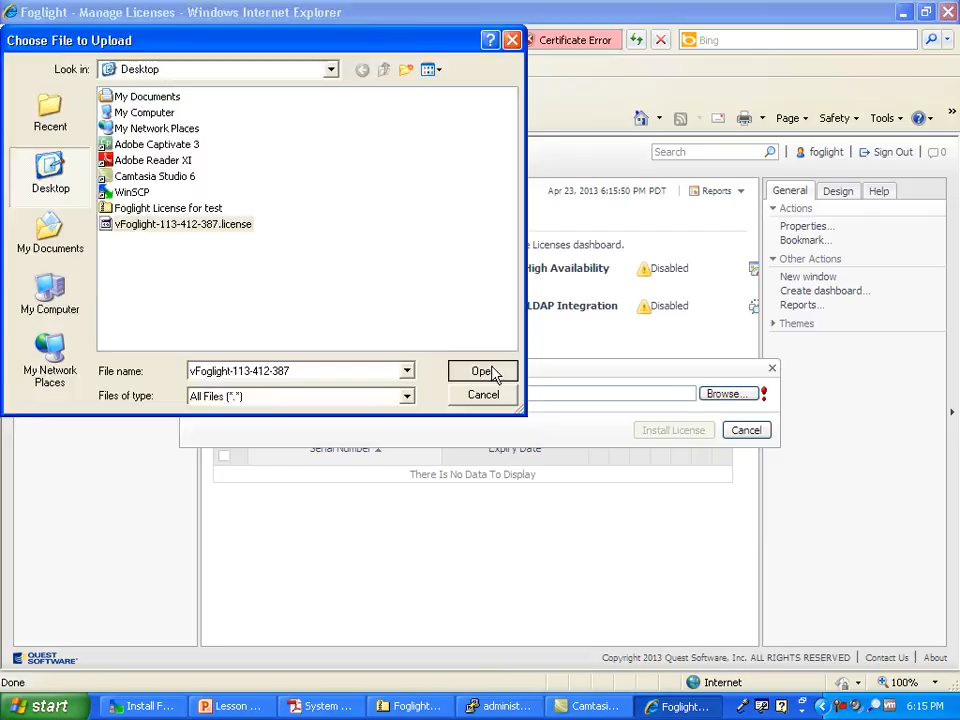 Foglight - Manage Licenses - Windows Internet Explorer
Choose File to Upload
Certificate Error
Bing
Look in:
Desktop
My Documents
My Computer
My Network Places
Adobe Captivate 3
Adobe Reader XI
Camtasia Studio 6
WinSCP
Foglight License for test
vFoglight-113-412-387.license
Recent
Desktop
My Documents
My Computer
My Network
Places
File name:
vFoglight-113-412-387
Open
Files of type:
All Files (*.*)
Cancel
Page
Safety
Tools
Search
foglight
Sign Out
0
Apr 23, 2013 6:15:50 PM PDT
Reports
General
Design
Help
Actions
Properties...
Bookmark...
Other Actions
New window
Create dashboard...
Reports...
Themes
e Licenses dashboard.
High Availability
Disabled
LDAP Integration
Disabled
Browse...
Install License
Cancel
Serial Number
Expiry Date
There Is No Data To Display
QUEST
SOFTWARE
Copyright 2013 Quest Software, Inc. ALL RIGHTS RESERVED
Contact Us
About
Done
Internet
100%
start
Install F...
Lesson ...
System ...
Foglight...
administ...
Camtasi...
Foglight...
6:15 PM